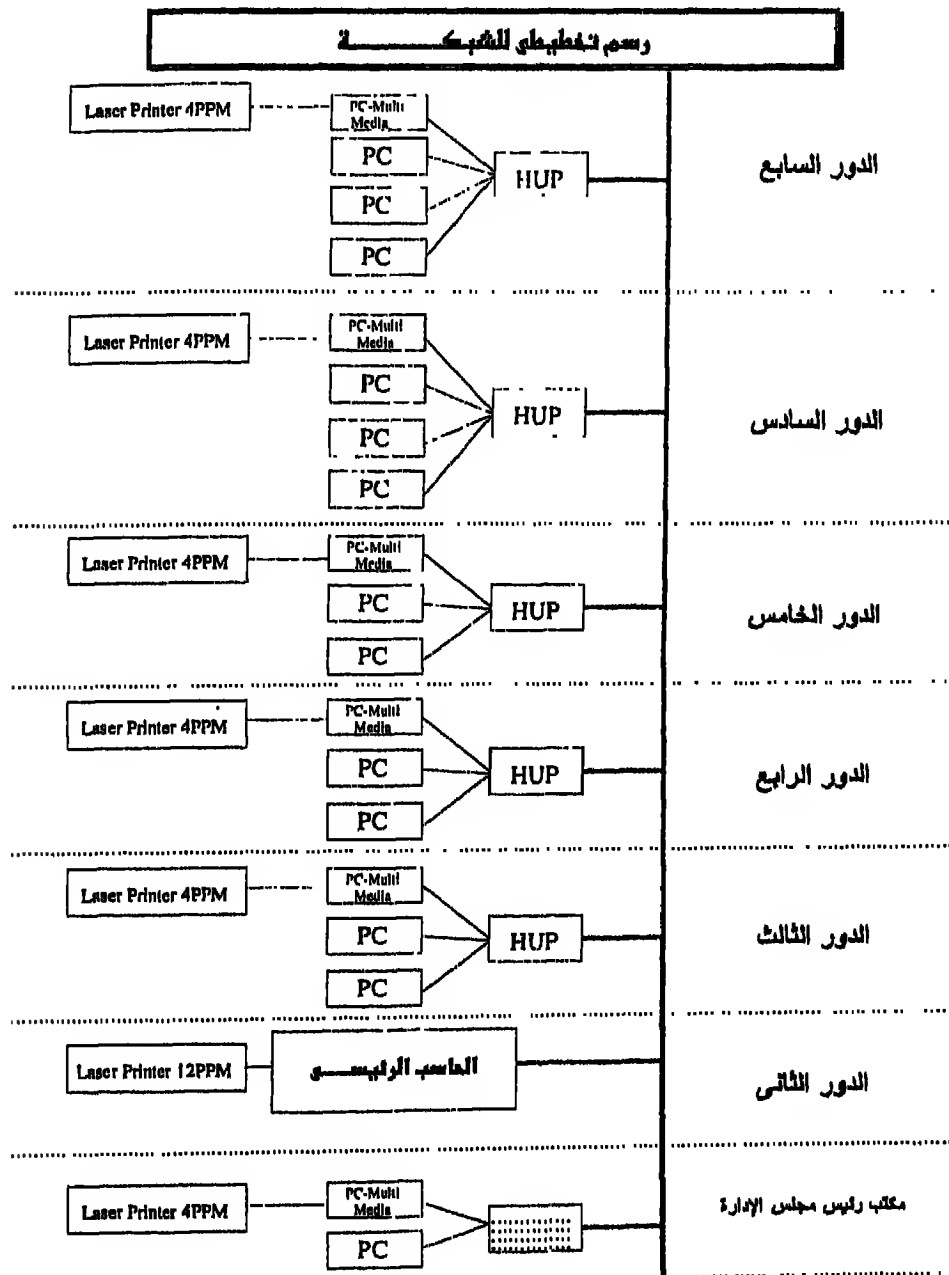 رسم تخطيطي للشبكـــــــــة
Laser Printer 4PPM
PC-Multi
Media
PC
PC
PC
HUP
الدور السابع
Laser Printer 4PPM
PC-Multi
Media
PC
PC
PC
HUP
الدور السادس
Laser Printer 4PPM
PC-Multi
Media
PC
PC
HUP
الدور الخامس
Laser Printer 4PPM
PC-Multi
Media
PC
PC
HUP
الدور الرابع
Laser Printer 4PPM
PC-Multi
Media
PC
PC
HUP
الدور الثالث
Laser Printer 12PPM
الحاسب الرئيســـي
الدور الثانى
Laser Printer 4PPM
PC-Multi
Media
PC
مكتب رئيس مجلس الإدارة